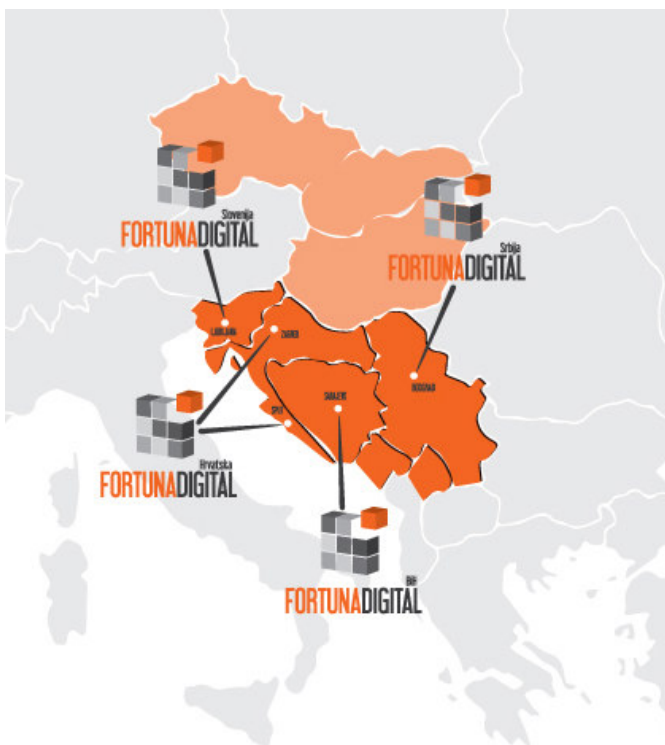 Slovenija
FORTUNADIGITAL
Srbija
FORTUNADIGITAL
LJUBLJANA
ZAGREB
BEOGRAD
SARAJEVO
SPLIT
Hrvatska
FORTUNADIGITAL
BIH
FORTUNADIGITAL